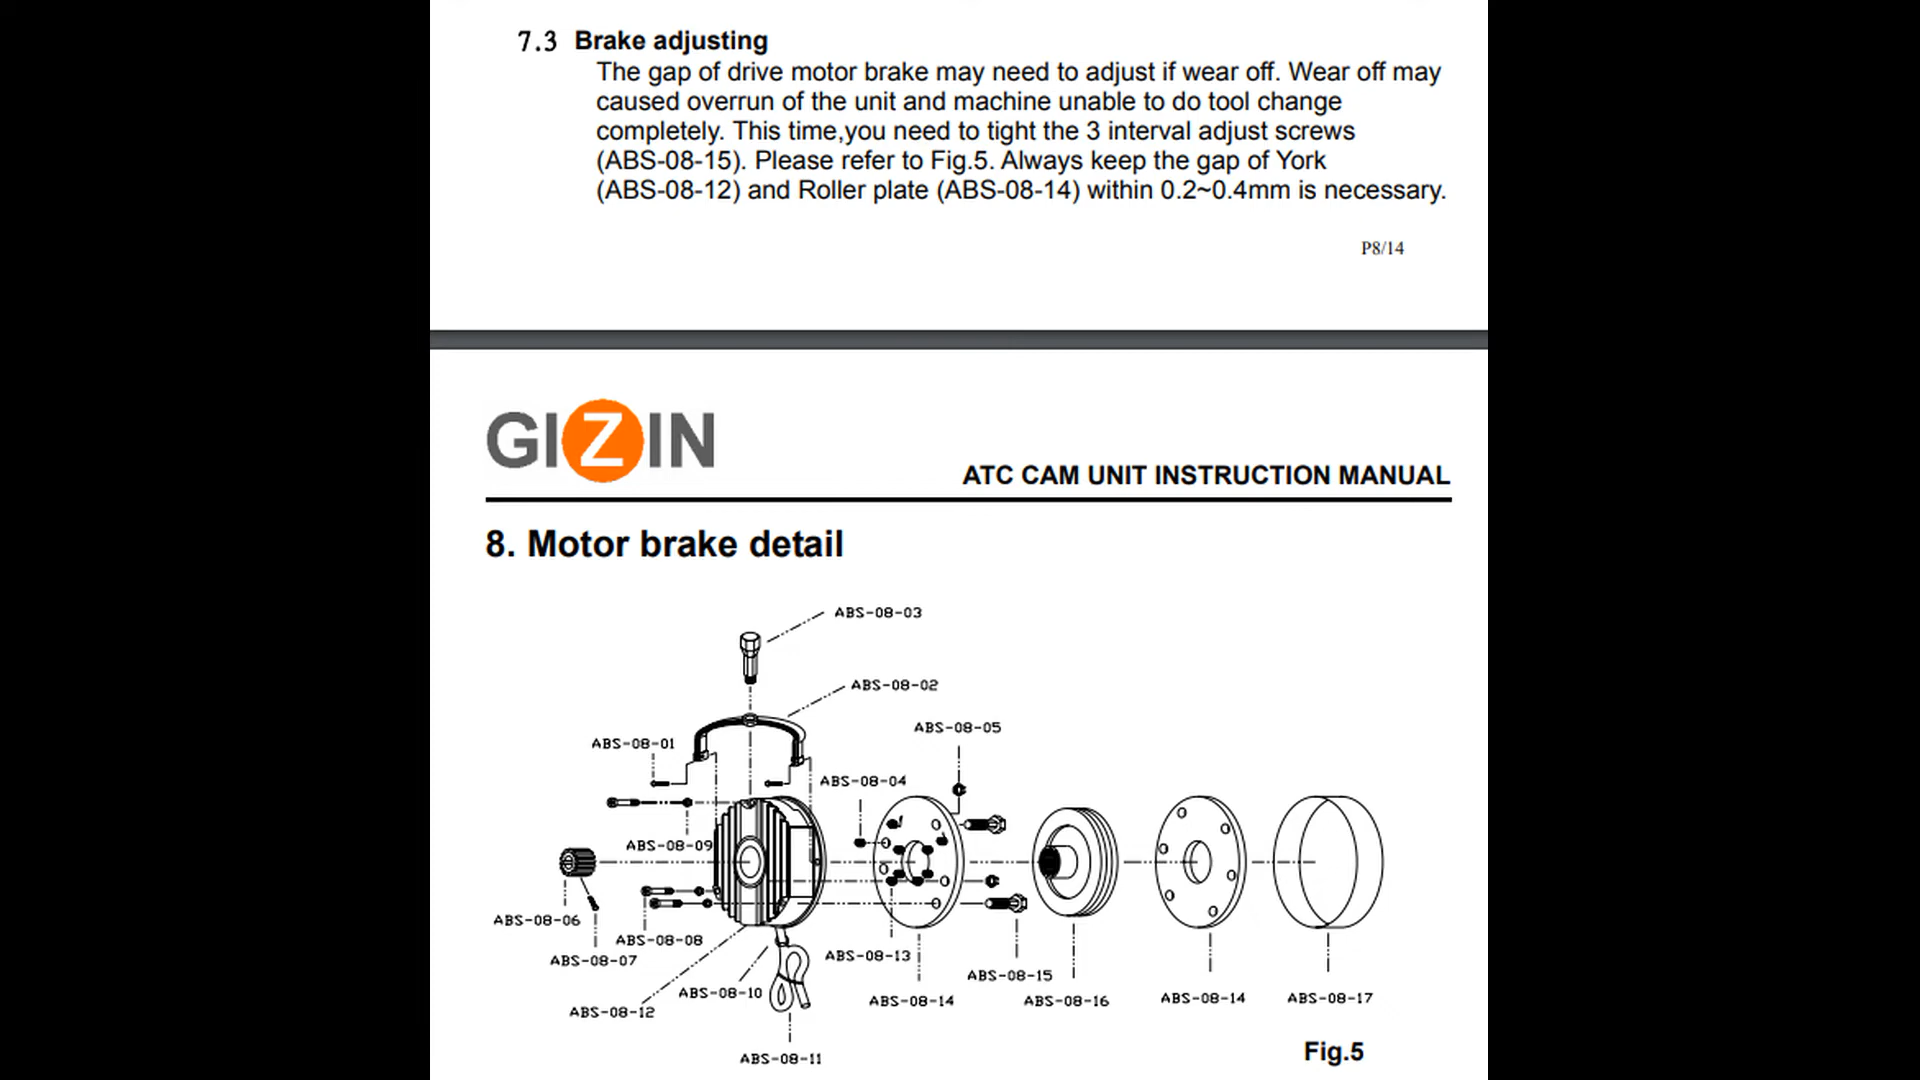 7.3 Brake adjusting
The gap of drive motor brake may need to adjust if wear off. Wear off may
caused overrun of the unit and machine unable to do tool change
completely. This time,you need to tight the 3 interval adjust screws
(ABS-08-15). Please refer to Fig.5. Always keep the gap of York
(ABS-08-12) and Roller plate (ABS-08-14) within 0.2~0.4mm is necessary.
P8/14
GIZIN
ATC CAM UNIT INSTRUCTION MANUAL
8. Motor brake detail
ABS-08-03
ABS-08-02
ABS-08-05
ABS-08-01
ABS-08-04
ABS-08-09
ABS-08-06
ABS-08-08
ABS-08-07
ABS-08-13
ABS-08-15
ABS-08-10
ABS-08-14
ABS-08-16
ABS-08-14
ABS-08-17
ABS-08-12
ABS-08-11
Fig.5